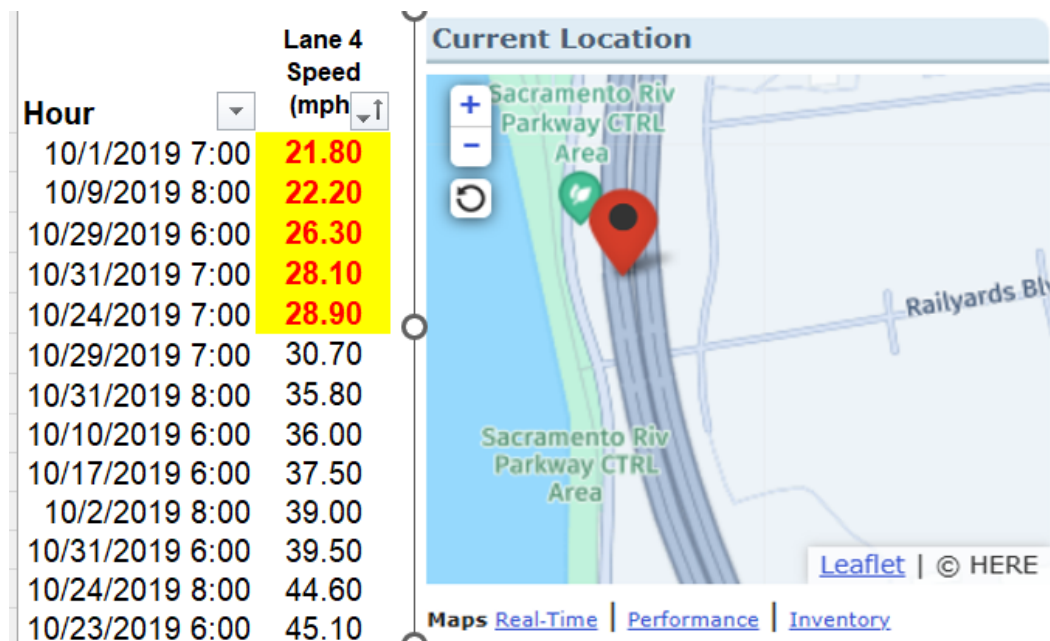 Lane 4
Speed
(mph
Hour
10/1/2019 7:00 21.80
10/9/2019 8:00 22.20
10/29/2019 6:00 26.30
10/31/2019 7:00 28.10
10/24/2019 7:00 28.90
10/29/2019 7:00 30.70
10/31/2019 8:00 35.80
10/10/2019 6:00 36.00
10/17/2019 6:00 37.50
10/2/2019 8:00 39.00
10/31/2019 6:00 39.50
10/24/2019 8:00 44.60
10/23/2019 6:00 45.10
Current Location
+
−
Sacramento Riv
Parkway CTRL
Area
Railyards Blv
Sacramento Riv
Parkway CTRL
Area
Leaflet | © HERE
Maps Real-Time | Performance | Inventory